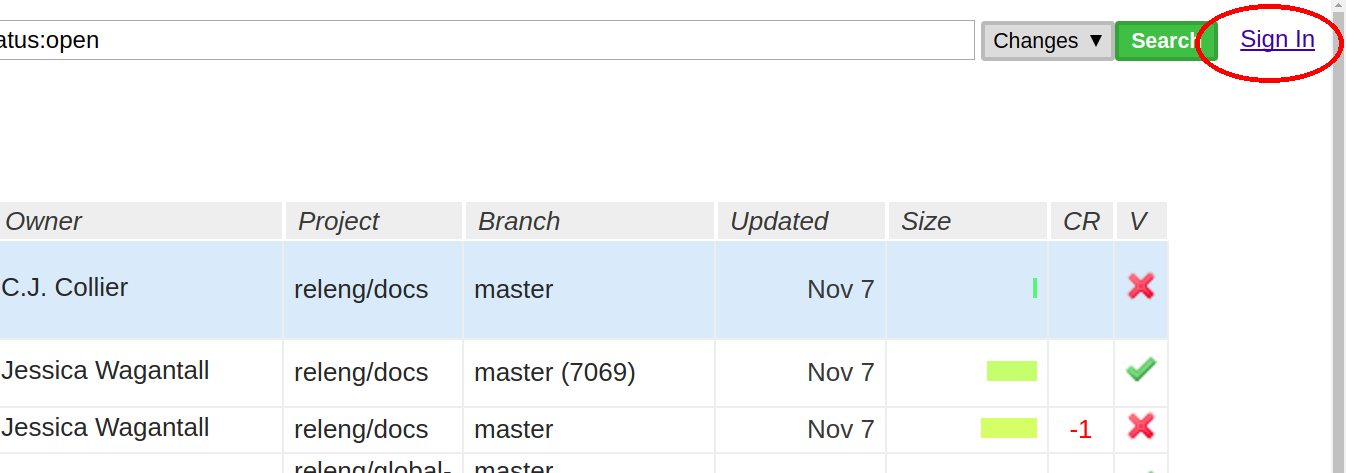 atus:open Changes ▼ Search Sign In
Owner Project Branch Updated Size CR V
C.J. Collier releng/docs master Nov 7
Jessica Wagantall releng/docs master (7069) Nov 7
Jessica Wagantall releng/docs master Nov 7 -1
releng/global- master